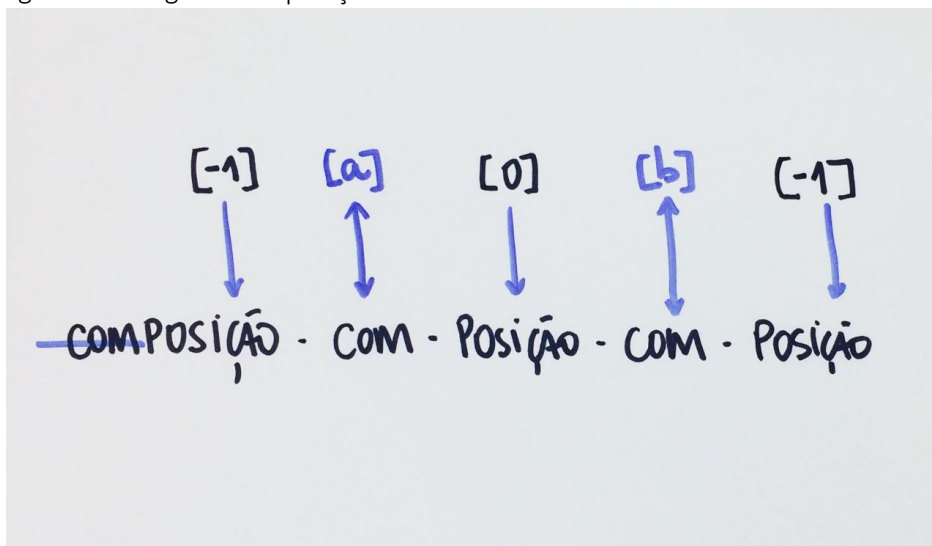 [-1] [a] [0] [b] [-1]
COMPOSIÇÃO · COM · POSIÇÃO · COM · POSIÇÃO